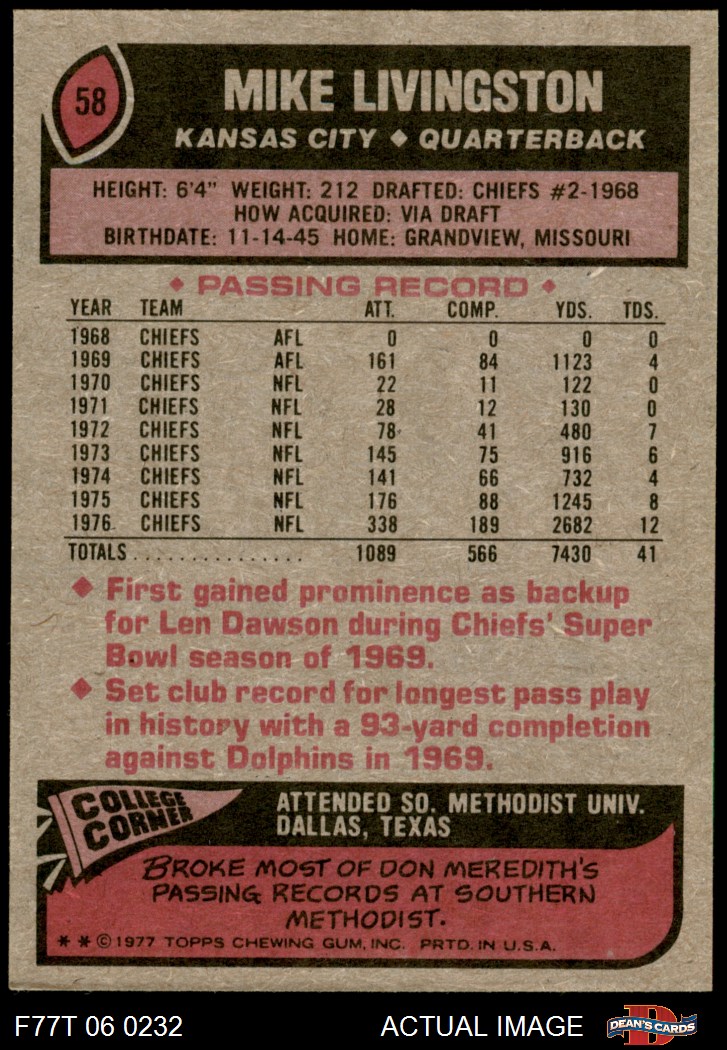 58
MIKE LIVINGSTON
KANSAS CITY ♦ QUARTERBACK
HEIGHT: 6'4" WEIGHT: 212 DRAFTED: CHIEFS #2-1968
HOW ACQUIRED: VIA DRAFT
BIRTHDATE: 11-14-45 HOME: GRANDVIEW, MISSOURI
♦ PASSING RECORD ♦
YEAR TEAM ATT. COMP. YDS. TDS.
1968 CHIEFS AFL 0 0 0 0
1969 CHIEFS AFL 161 84 1123 4
1970 CHIEFS NFL 22 11 122 0
1971 CHIEFS NFL 28 12 130 0
1972 CHIEFS NFL 78 41 480 7
1973 CHIEFS NFL 145 75 916 6
1974 CHIEFS NFL 141 66 732 4
1975 CHIEFS NFL 176 88 1245 8
1976 CHIEFS NFL 338 189 2682 12
TOTALS................ 1089 566 7430 41
♦ First gained prominence as backup
for Len Dawson during Chiefs' Super
Bowl season of 1969.
♦ Set club record for longest pass play
in history with a 93-yard completion
against Dolphins in 1969.
COLLEGE
CORNER
ATTENDED SO. METHODIST UNIV.
DALLAS, TEXAS
BROKE MOST OF DON MEREDITH'S
PASSING RECORDS AT SOUTHERN
METHODIST.
* * © 1977 TOPPS CHEWING GUM, INC. PRTD. IN U.S.A.
F77T 06 0232 ACTUAL IMAGE D DEAN'S CARDS